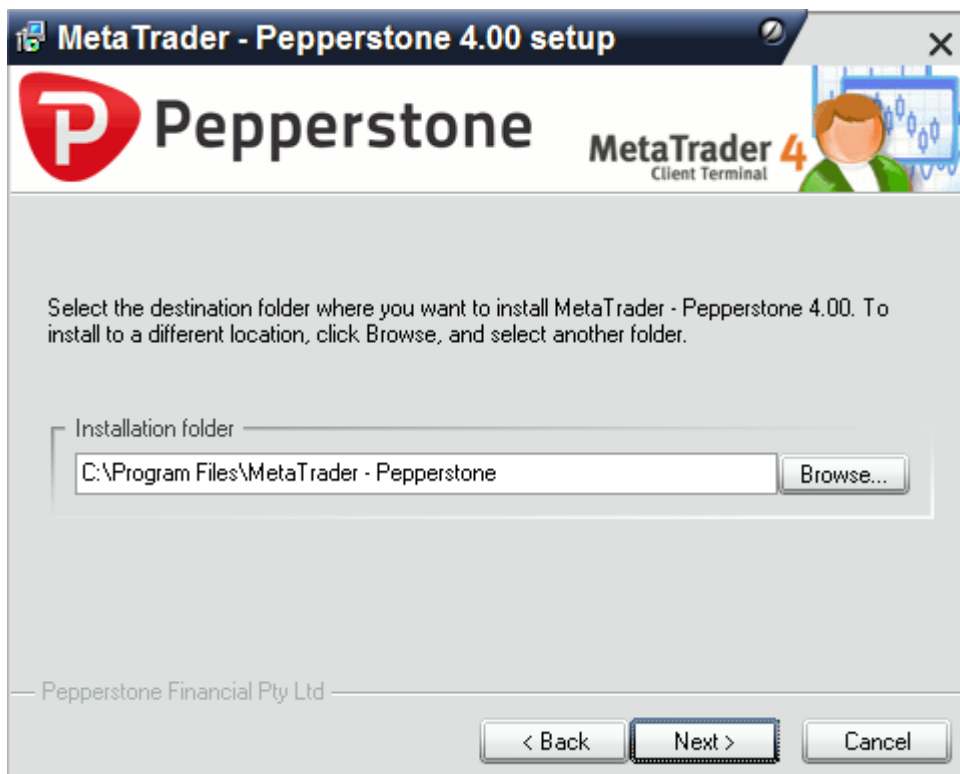 MetaTrader - Pepperstone 4.00 setup
P Pepperstone
MetaTrader 4
Client Terminal
Select the destination folder where you want to install MetaTrader - Pepperstone 4.00. To
install to a different location, click Browse, and select another folder.
Installation folder
C:\Program Files\MetaTrader - Pepperstone
Browse...
Pepperstone Financial Pty Ltd
< Back
Next >
Cancel